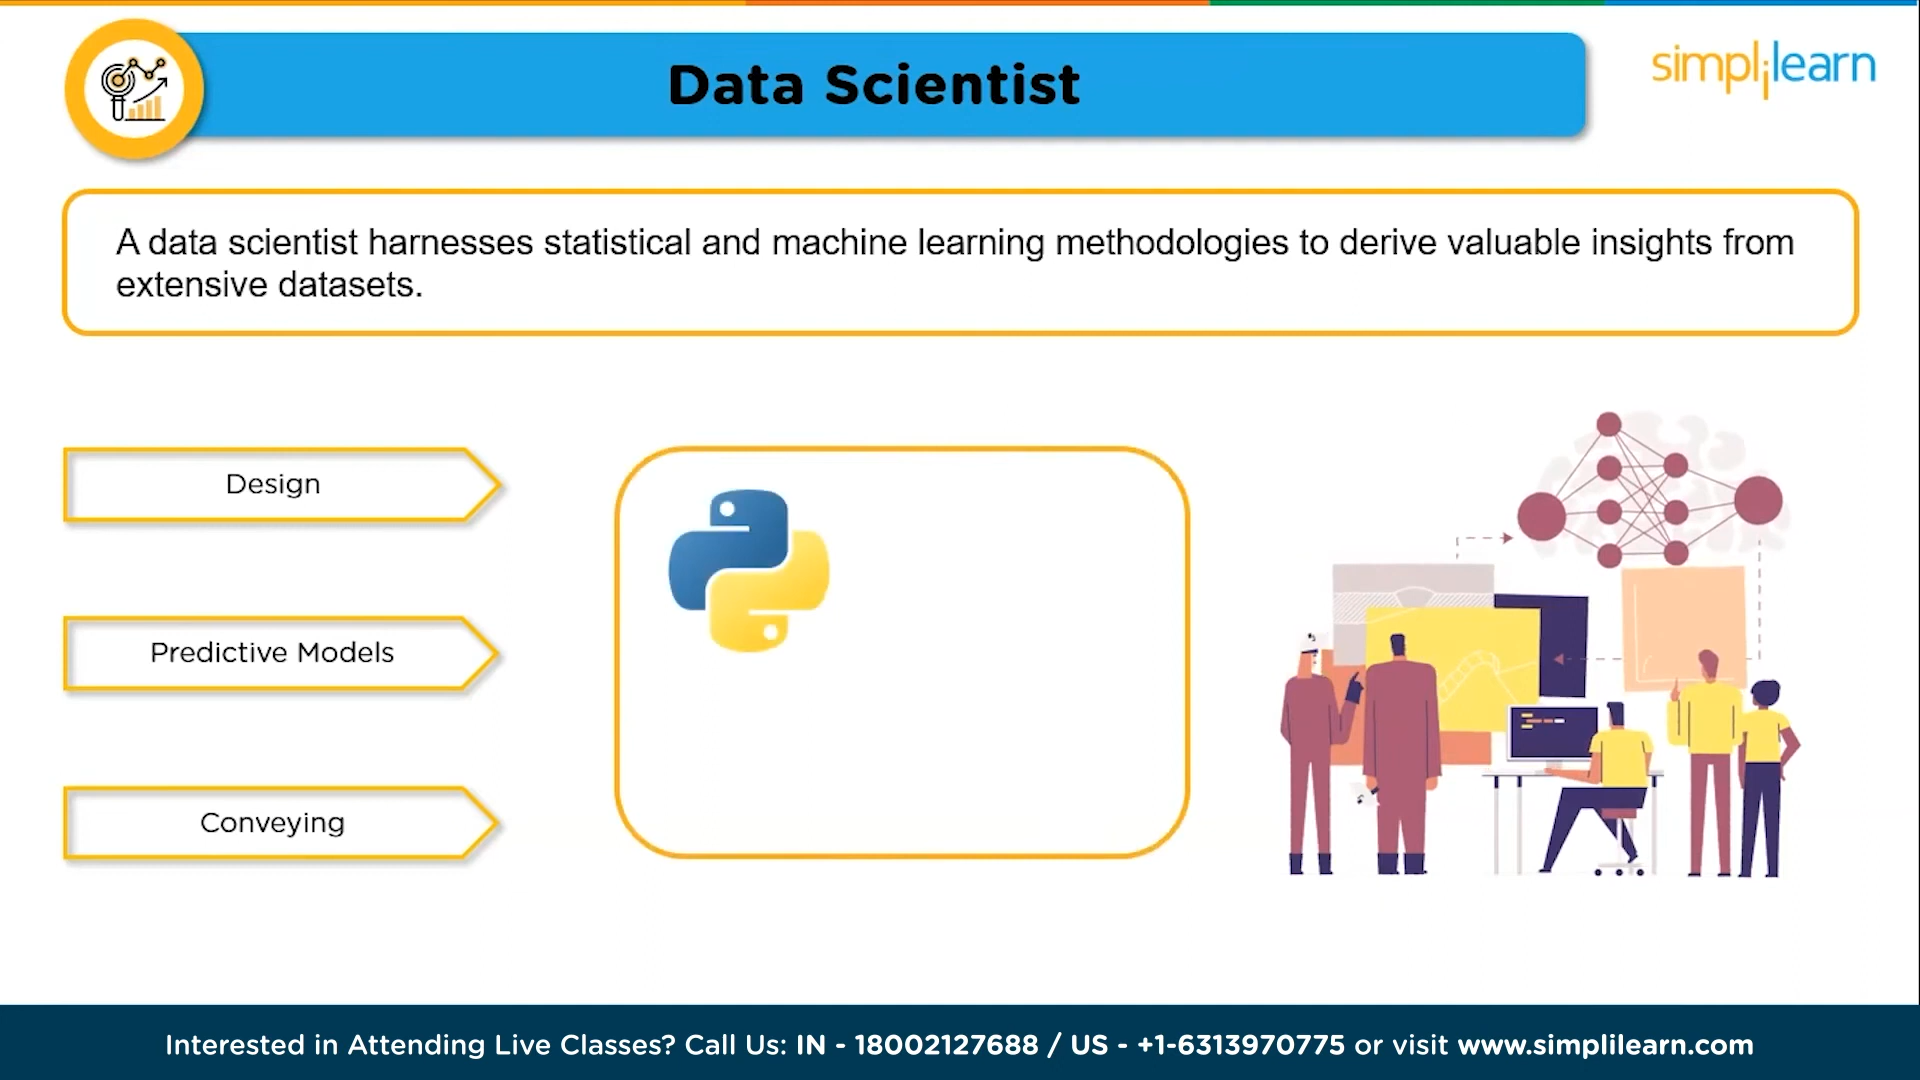 Data Scientist
simplilearn
A data scientist harnesses statistical and machine learning methodologies to derive valuable insights from
extensive datasets.
Design
Predictive Models
Conveying
Interested in Attending Live Classes? Call Us: IN - 18002127688 / US - +1-6313970775 or visit www.simplilearn.com